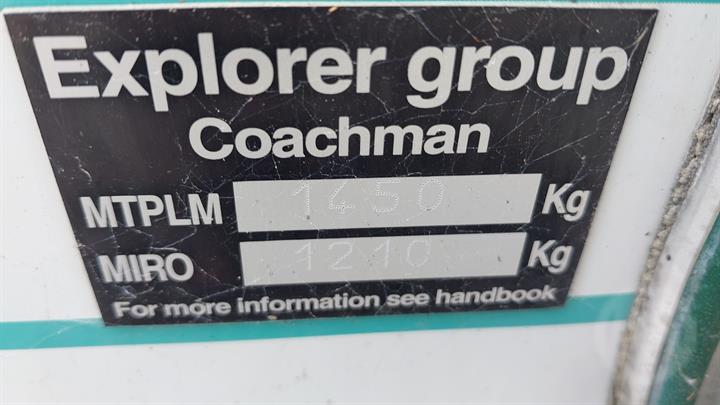 Explorer group
Coachman
MTPLM 1450 Kg
MIRO 1210 Kg
For more information see handbook